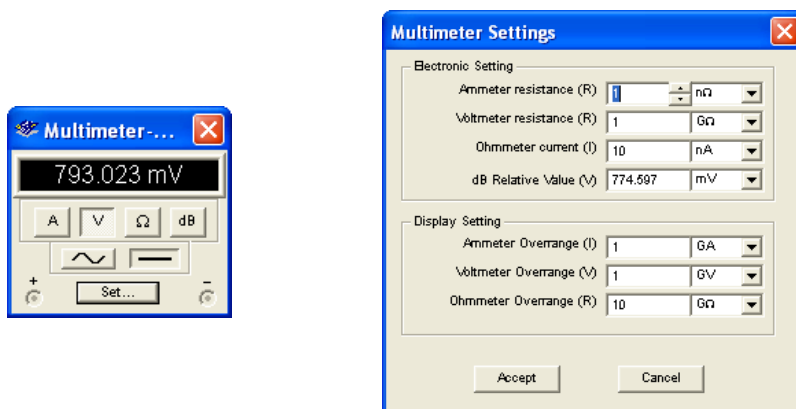 Multimeter-...
793.023 mV
A V Ω dB
+ Set... -
Multimeter Settings
Electronic Setting
Ammeter resistance (R) 1 nΩ
Voltmeter resistance (R) 1 GΩ
Ohmmeter current (I) 10 nA
dB Relative Value (V) 774.597 mV
Display Setting
Ammeter Overrange (I) 1 GA
Voltmeter Overrange (V) 1 GV
Ohmmeter Overrange (R) 10 GΩ
Accept Cancel